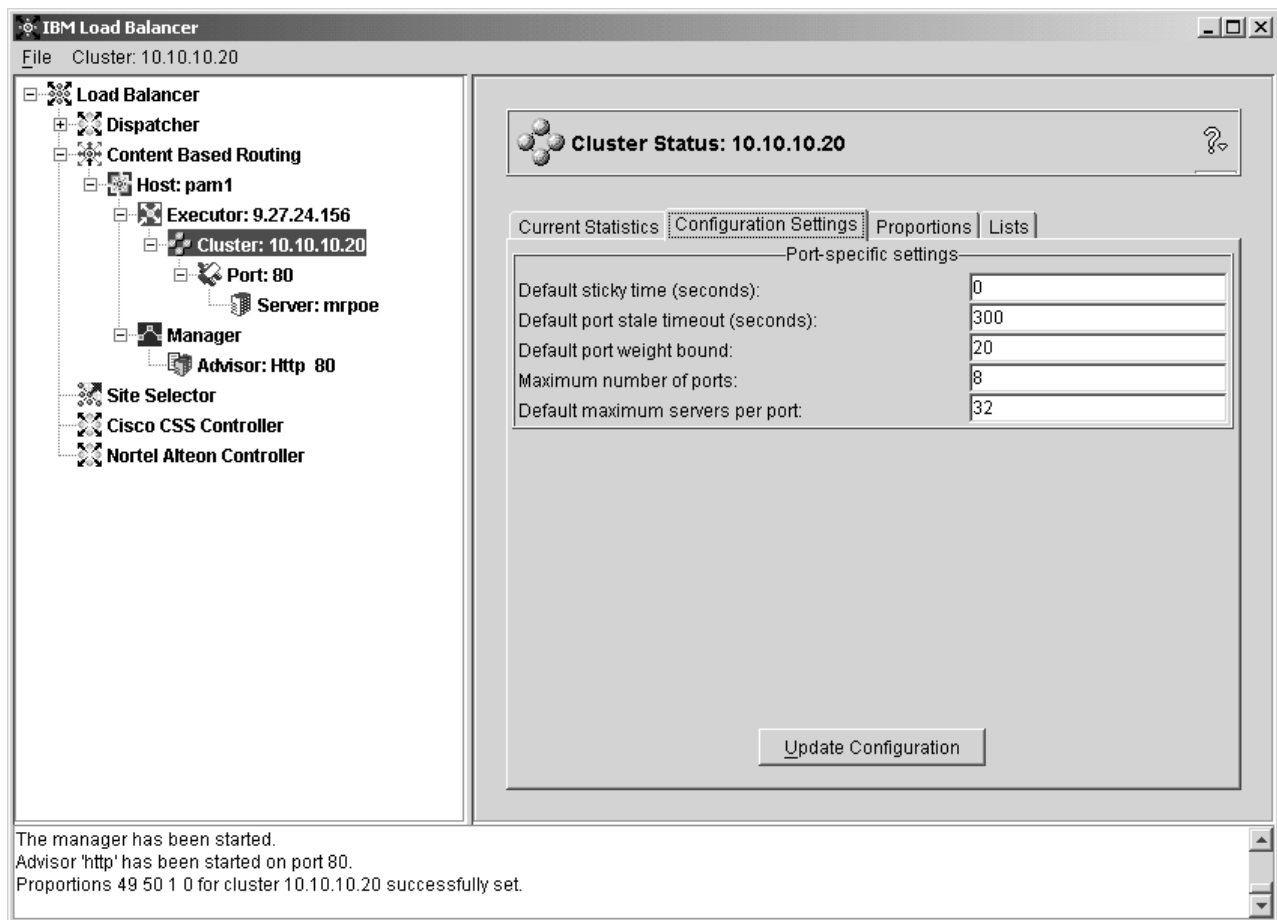 IBM Load Balancer
File Cluster: 10.10.10.20
Load Balancer
Dispatcher
Content Based Routing
Host: pam1
Executor: 9.27.24.156
Cluster: 10.10.10.20
Port: 80
Server: mrpoe
Manager
Advisor: Http 80
Site Selector
Cisco CSS Controller
Nortel Alteon Controller
Cluster Status: 10.10.10.20
?
Current Statistics Configuration Settings Proportions Lists
Port-specific settings
Default sticky time (seconds): 0
Default port stale timeout (seconds): 300
Default port weight bound: 20
Maximum number of ports: 8
Default maximum servers per port: 32
Update Configuration
The manager has been started.
Advisor 'http' has been started on port 80.
Proportions 49 50 1 0 for cluster 10.10.10.20 successfully set.